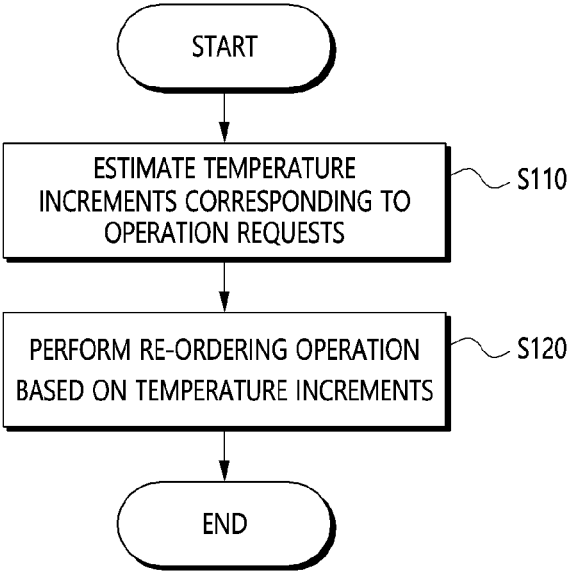 START
ESTIMATE TEMPERATURE
INCREMENTS CORRESPONDING TO
OPERATION REQUESTS
S110
PERFORM RE-ORDERING OPERATION
BASED ON TEMPERATURE INCREMENTS
S120
END